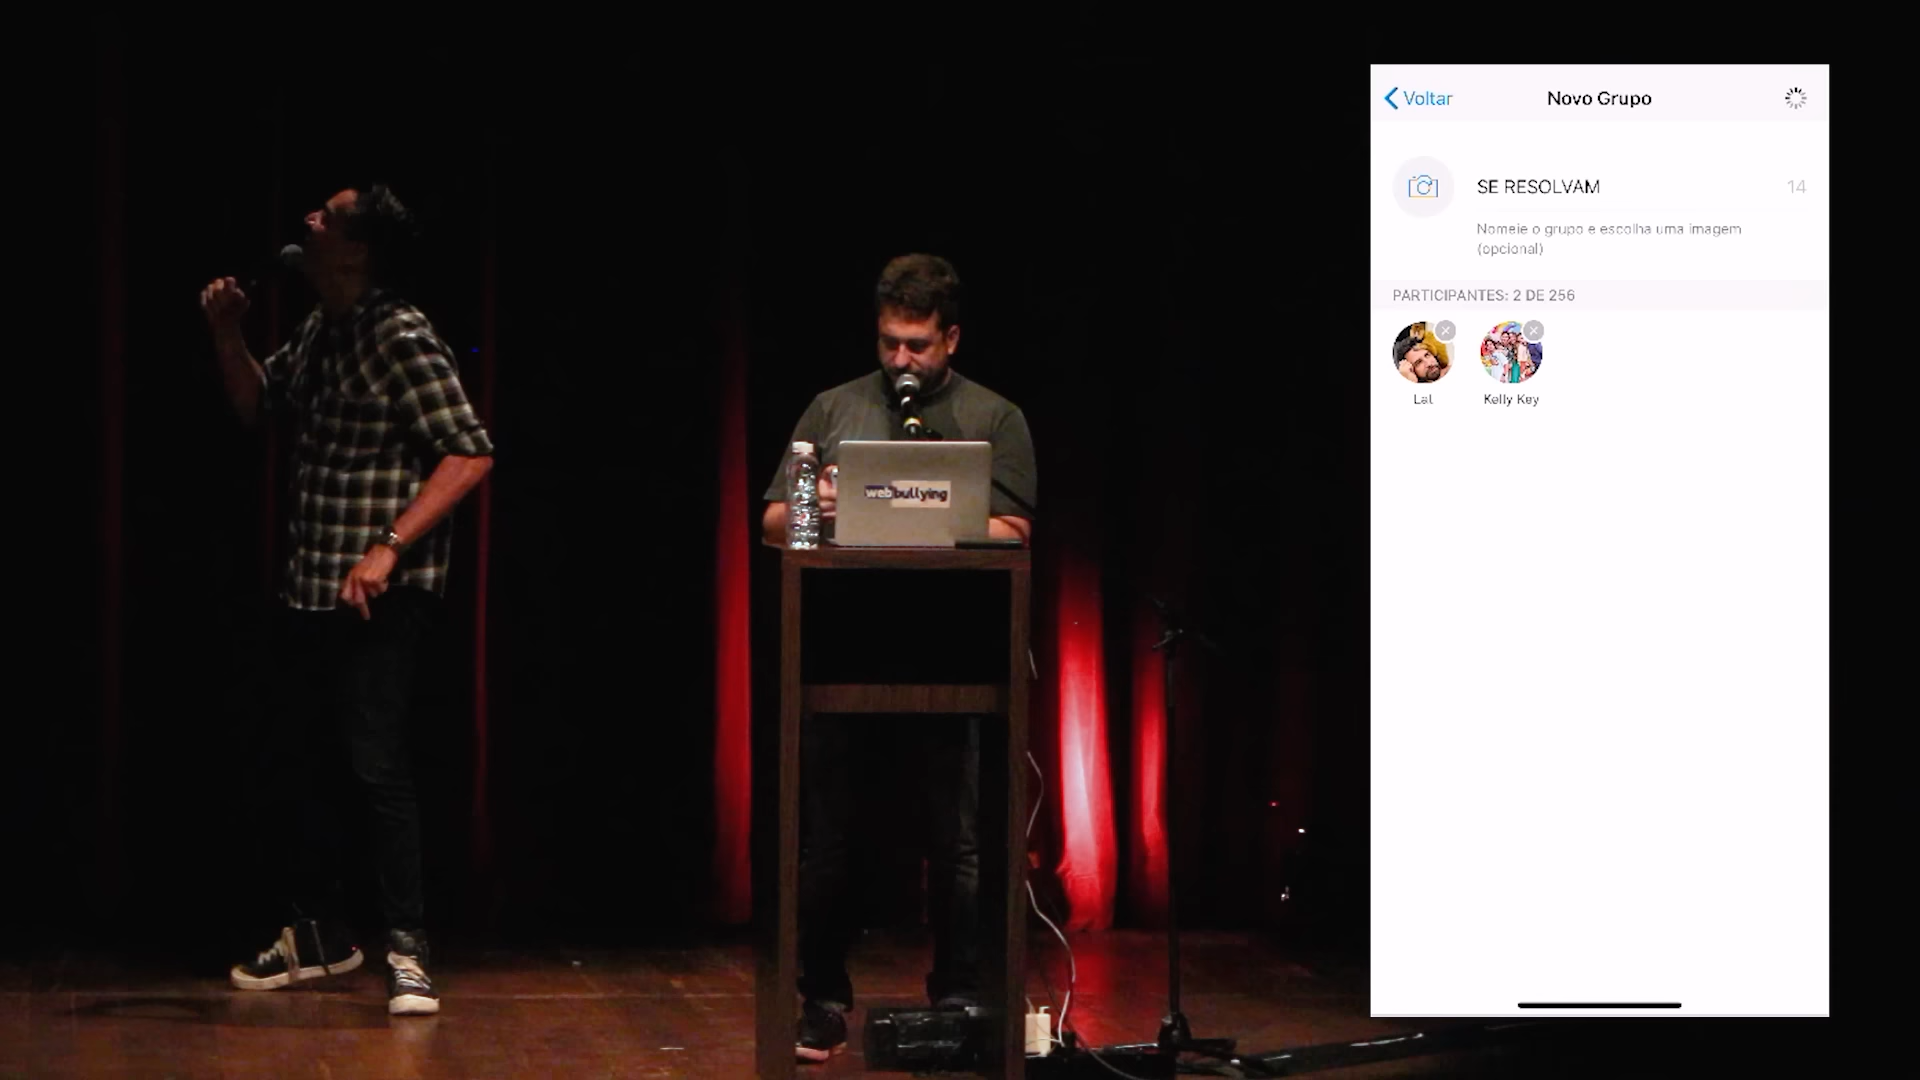 Voltar
Novo Grupo
SE RESOLVAM
14
Nomeie o grupo e escolha uma imagem
(opcional)
PARTICIPANTES: 2 DE 256
Lal
Kelly Key
webbullying